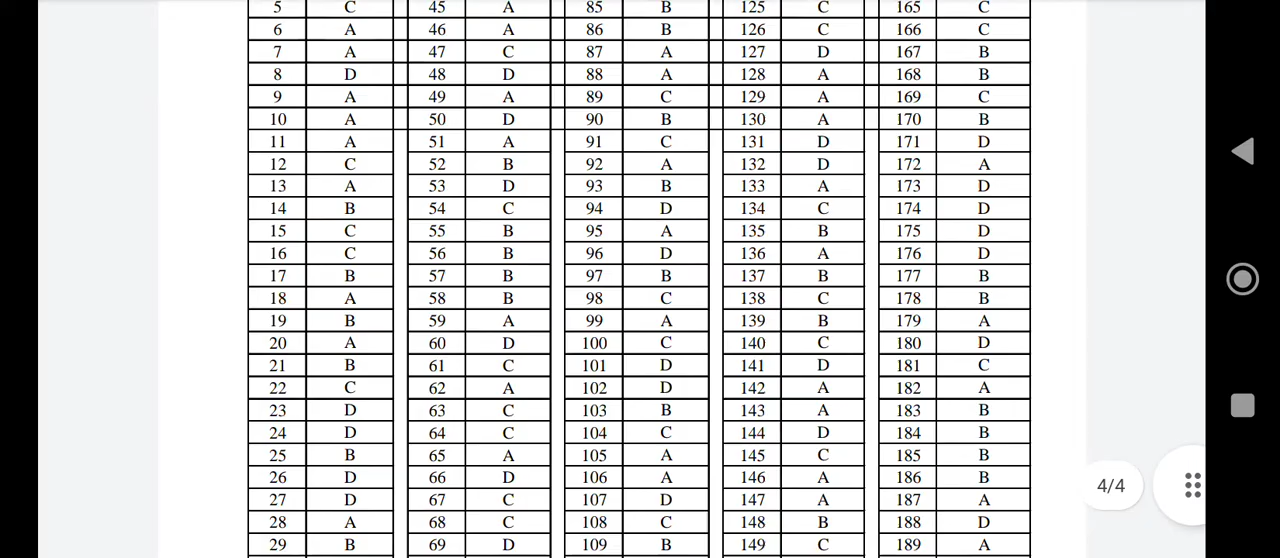 5 C 45 A 85 B 125 C 165 C
6 A 46 A 86 B 126 C 166 C
7 A 47 C 87 A 127 D 167 B
8 D 48 D 88 A 128 A 168 B
9 A 49 A 89 C 129 A 169 C
10 A 50 D 90 B 130 A 170 B
11 A 51 A 91 C 131 D 171 D
12 C 52 B 92 A 132 D 172 A
13 A 53 D 93 B 133 A 173 D
14 B 54 C 94 D 134 C 174 D
15 C 55 B 95 A 135 B 175 D
16 C 56 B 96 D 136 A 176 D
17 B 57 B 97 B 137 B 177 B
18 A 58 B 98 C 138 C 178 B
19 B 59 A 99 A 139 B 179 A
20 A 60 D 100 C 140 C 180 D
21 B 61 C 101 D 141 D 181 C
22 C 62 A 102 D 142 A 182 A
23 D 63 C 103 B 143 A 183 B
24 D 64 C 104 C 144 D 184 B
25 B 65 A 105 A 145 C 185 B
26 D 66 D 106 A 146 A 186 B
27 D 67 C 107 D 147 A 187 A
28 A 68 C 108 C 148 B 188 D
29 B 69 D 109 B 149 C 189 A
4/4